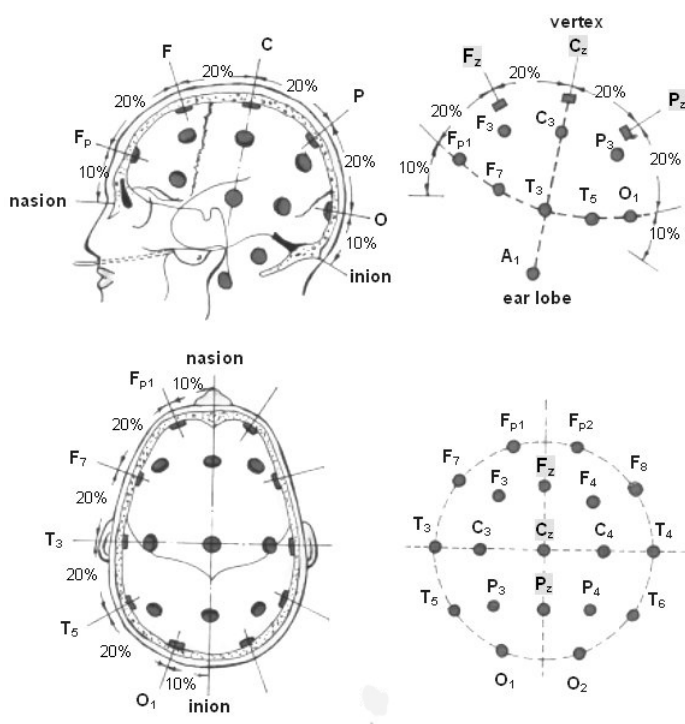 F
C
P
20%
20%
20%
20%
Fp
10%
20%
nasion
O
10%
inion
vertex
Cz
Fz
20%
20%
Pz
20%
F3
C3
P3
Fp1
20%
10%
F7
T3
T5
O1
10%
A1
ear lobe
nasion
Fp1
10%
20%
F7
20%
T3
20%
T5
20%
10%
O1
inion
Fp1
Fp2
F7
Fz
F8
F3
F4
T3
C3
Cz
C4
T4
T5
P3
Pz
P4
T6
O1
O2